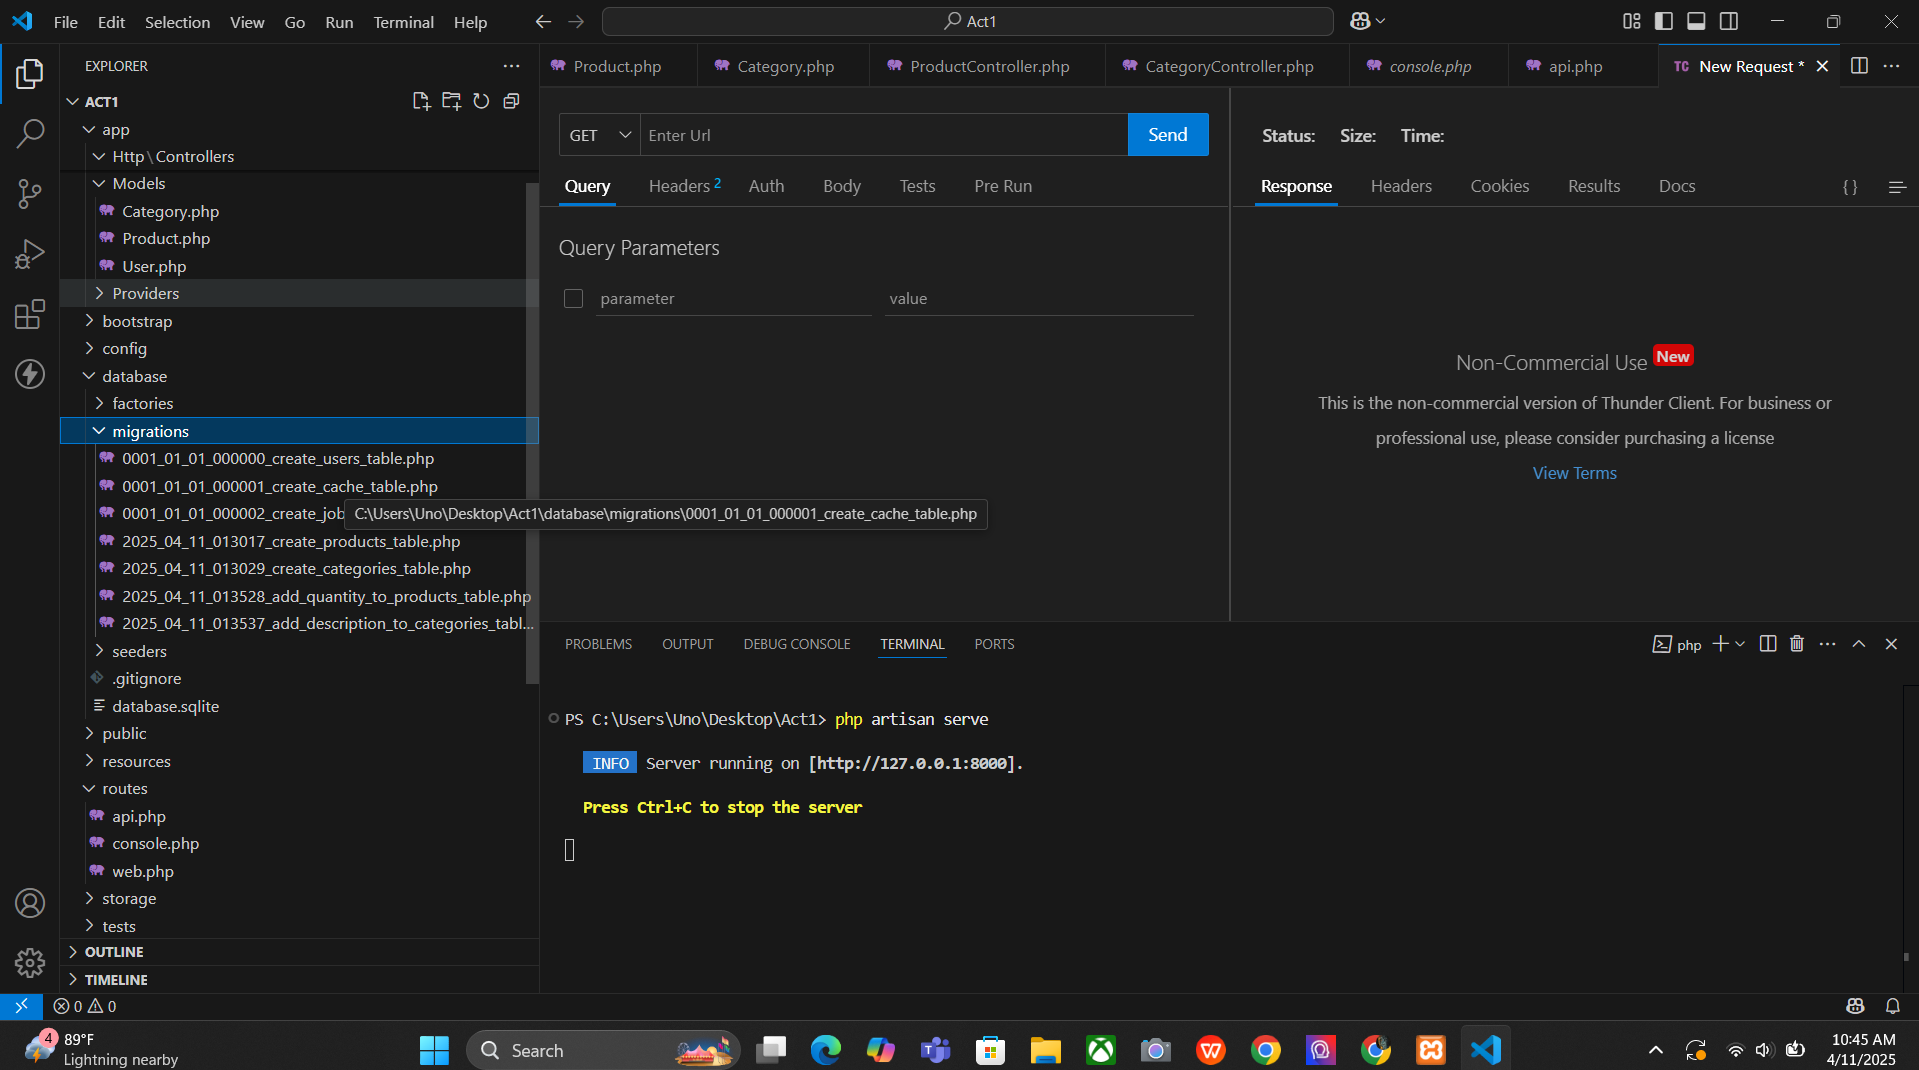 File Edit Selection View Go Run Terminal Help
Act1
EXPLORER
ACT1
app
Http\Controllers
Models
Category.php
Product.php
User.php
Providers
bootstrap
config
database
factories
migrations
0001_01_01_000000_create_users_table.php
0001_01_01_000001_create_cache_table.php
0001_01_01_000002_create_job
C:\Users\Uno\Desktop\Act1\database\migrations\0001_01_01_000001_create_cache_table.php
2025_04_11_013017_create_products_table.php
2025_04_11_013029_create_categories_table.php
2025_04_11_013528_add_quantity_to_products_table.php
2025_04_11_013537_add_description_to_categories_tabl...
seeders
.gitignore
database.sqlite
public
resources
routes
api.php
console.php
web.php
storage
tests
OUTLINE
TIMELINE
Product.php Category.php ProductController.php CategoryController.php console.php api.php TC New Request *
GET Enter Url Send
Query Headers 2 Auth Body Tests Pre Run
Query Parameters
parameter value
Status: Size: Time:
Response Headers Cookies Results Docs { }
Non-Commercial Use New
This is the non-commercial version of Thunder Client. For business or
professional use, please consider purchasing a license
View Terms
PROBLEMS OUTPUT DEBUG CONSOLE TERMINAL PORTS
php
PS C:\Users\Uno\Desktop\Act1> php artisan serve
INFO Server running on [http://127.0.0.1:8000].
Press Ctrl+C to stop the server
0 0
4
89°F
Lightning nearby
Search
10:45 AM
4/11/2025